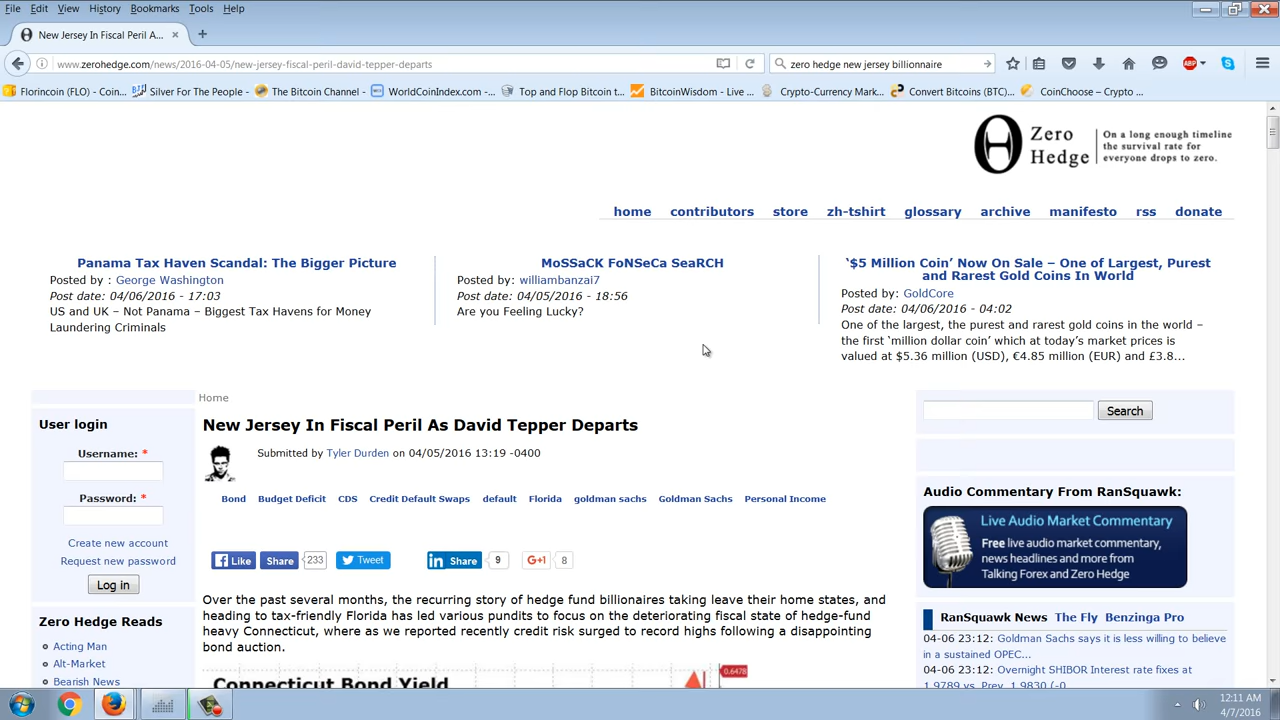 File Edit View History Bookmarks Tools Help
New Jersey In Fiscal Peril A...
www.zerohedge.com/news/2016-04-05/new-jersey-fiscal-peril-david-tepper-departs
zero hedge new jersey billionnaire
ABP
Florincoin (FLO) - Coin...
Silver For The People - ...
The Bitcoin Channel - ...
WorldCoinIndex.com -...
Top and Flop Bitcoin t...
BitcoinWisdom - Live ...
Crypto-Currency Mark...
Convert Bitcoins (BTC)...
CoinChoose – Crypto ...
Zero Hedge
On a long enough timeline
the survival rate for
everyone drops to zero.
home contributors store zh-tshirt glossary archive manifesto rss donate
Panama Tax Haven Scandal: The Bigger Picture
Posted by : George Washington
Post date: 04/06/2016 - 17:03
US and UK – Not Panama – Biggest Tax Havens for Money
Laundering Criminals
MoSSaCK FoNSeCa SeaRCH
Posted by: williambanzai7
Post date: 04/05/2016 - 18:56
Are you Feeling Lucky?
‘$5 Million Coin’ Now On Sale – One of Largest, Purest
and Rarest Gold Coins In World
Posted by: GoldCore
Post date: 04/06/2016 - 04:02
One of the largest, the purest and rarest gold coins in the world –
the first ‘million dollar coin’ which at today’s market prices is
valued at $5.36 million (USD), €4.85 million (EUR) and £3.8...
User login
Username: *
Password: *
Create new account
Request new password
Log in
Zero Hedge Reads
Acting Man
Alt-Market
Bearish News
Home
New Jersey In Fiscal Peril As David Tepper Departs
Submitted by Tyler Durden on 04/05/2016 13:19 -0400
Bond Budget Deficit CDS Credit Default Swaps default Florida goldman sachs Goldman Sachs Personal Income
Like Share 233 Tweet Share 9 G+1 8
Over the past several months, the recurring story of hedge fund billionaires taking leave their home states, and
heading to tax-friendly Florida has led various pundits to focus on the deteriorating fiscal state of hedge-fund
heavy Connecticut, where as we reported recently credit risk surged to record highs following a disappointing
bond auction.
Connecticut Bond Yield
0.6478
Search
Audio Commentary From RanSquawk:
Live Audio Market Commentary
Free live audio market commentary,
news headlines and more from
Talking Forex and Zero Hedge
RanSquawk News The Fly Benzinga Pro
04-06 23:12: Goldman Sachs says it is less willing to believe
in a sustained OPEC...
04-06 23:12: Overnight SHIBOR Interest rate fixes at
1.9789 vs. Prev. 1.9830 (-0
12:11 AM
4/7/2016